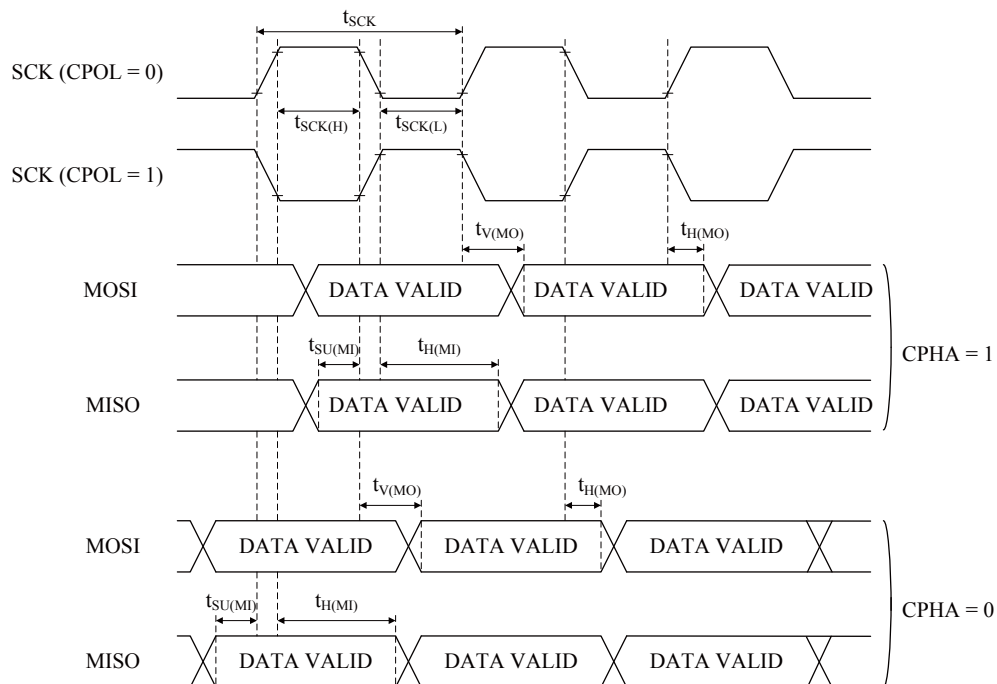 tSCK
SCK (CPOL = 0)
tSCK(H)
tSCK(L)
SCK (CPOL = 1)
tV(MO)
tH(MO)
MOSI
DATA VALID
DATA VALID
DATA VALID
CPHA = 1
tSU(MI)
tH(MI)
MISO
DATA VALID
DATA VALID
DATA VALID
tV(MO)
tH(MO)
MOSI
DATA VALID
DATA VALID
DATA VALID
CPHA = 0
tSU(MI)
tH(MI)
MISO
DATA VALID
DATA VALID
DATA VALID